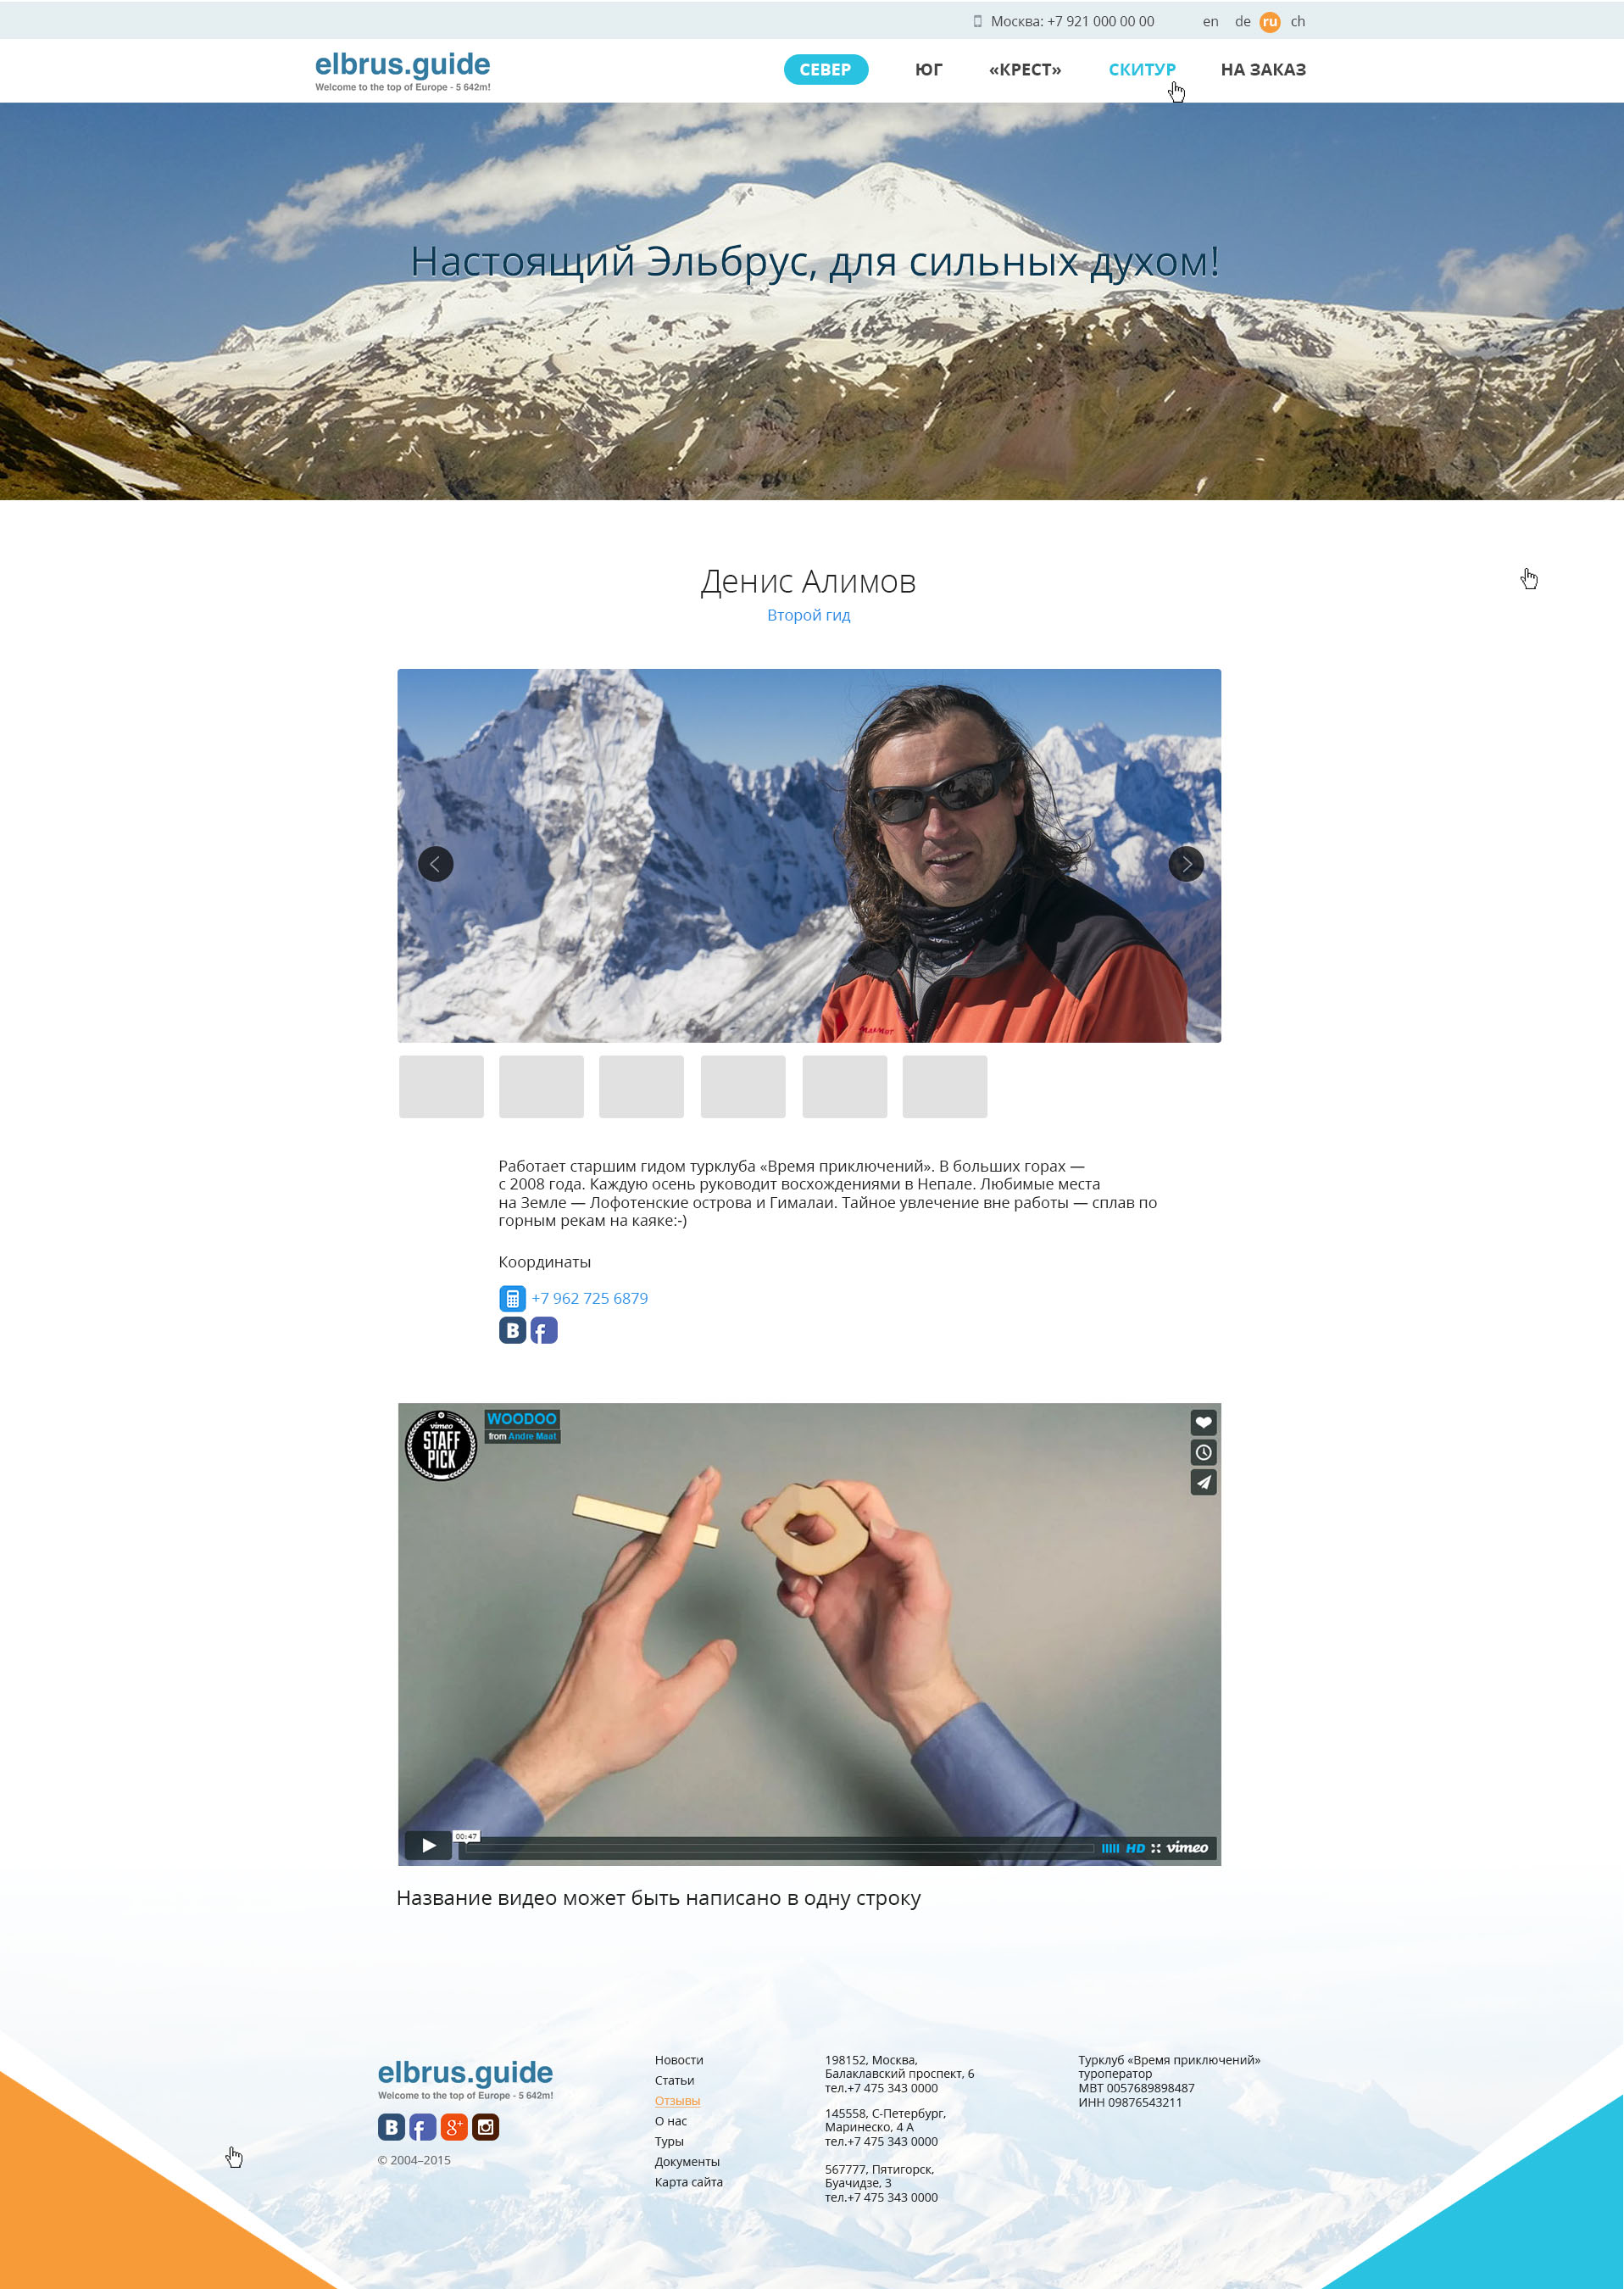 Москва: +7 921 000 00 00 en de ru ch
elbrus.guide
Welcome to the top of Europe - 5 642m!
СЕВЕР ЮГ «КРЕСТ» СКИТУР НА ЗАКАЗ
Настоящий Эльбрус, для сильных духом!
Денис Алимов
Второй гид
MAMMUT
Работает старшим гидом турклуба «Время приключений». В больших горах —
с 2008 года. Каждую осень руководит восхождениями в Непале. Любимые места
на Земле — Лофотенские острова и Гималаи. Тайное увлечение вне работы — сплав по
горным рекам на каяке:-)
Координаты
+7 962 725 6879
B f
vimeo
STAFF
PICK
WOODOO
from Andre Maat
00:47
HD vimeo
Название видео может быть написано в одну строку
elbrus.guide
Welcome to the top of Europe - 5 642m!
B f g+
© 2004–2015
Новости
Статьи
Отзывы
О нас
Туры
Документы
Карта сайта
198152, Москва,
Балаклавский проспект, 6
тел.+7 475 343 0000
145558, С-Петербург,
Маринеско, 4 А
тел.+7 475 343 0000
567777, Пятигорск,
Буачидзе, 3
тел.+7 475 343 0000
Турклуб «Время приключений»
туроператор
МВТ 0057689898487
ИНН 09876543211